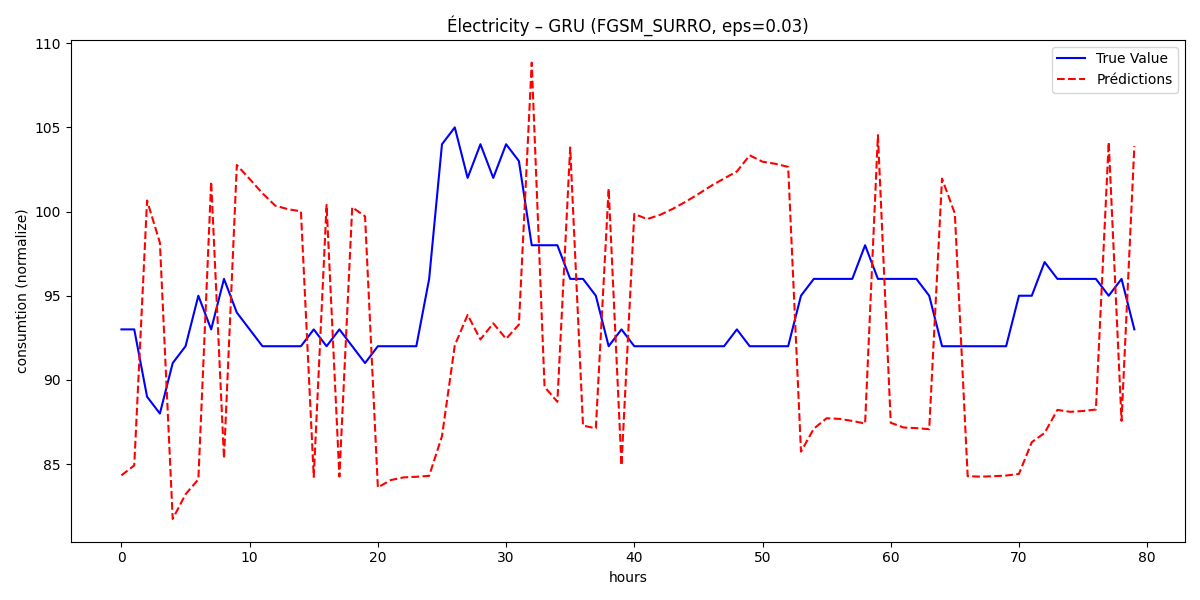 Électricity – GRU (FGSM_SURRO, eps=0.03)
True Value
Prédictions
consumtion (normalize)
110
105
100
95
90
85
0 10 20 30 40 50 60 70 80
hours